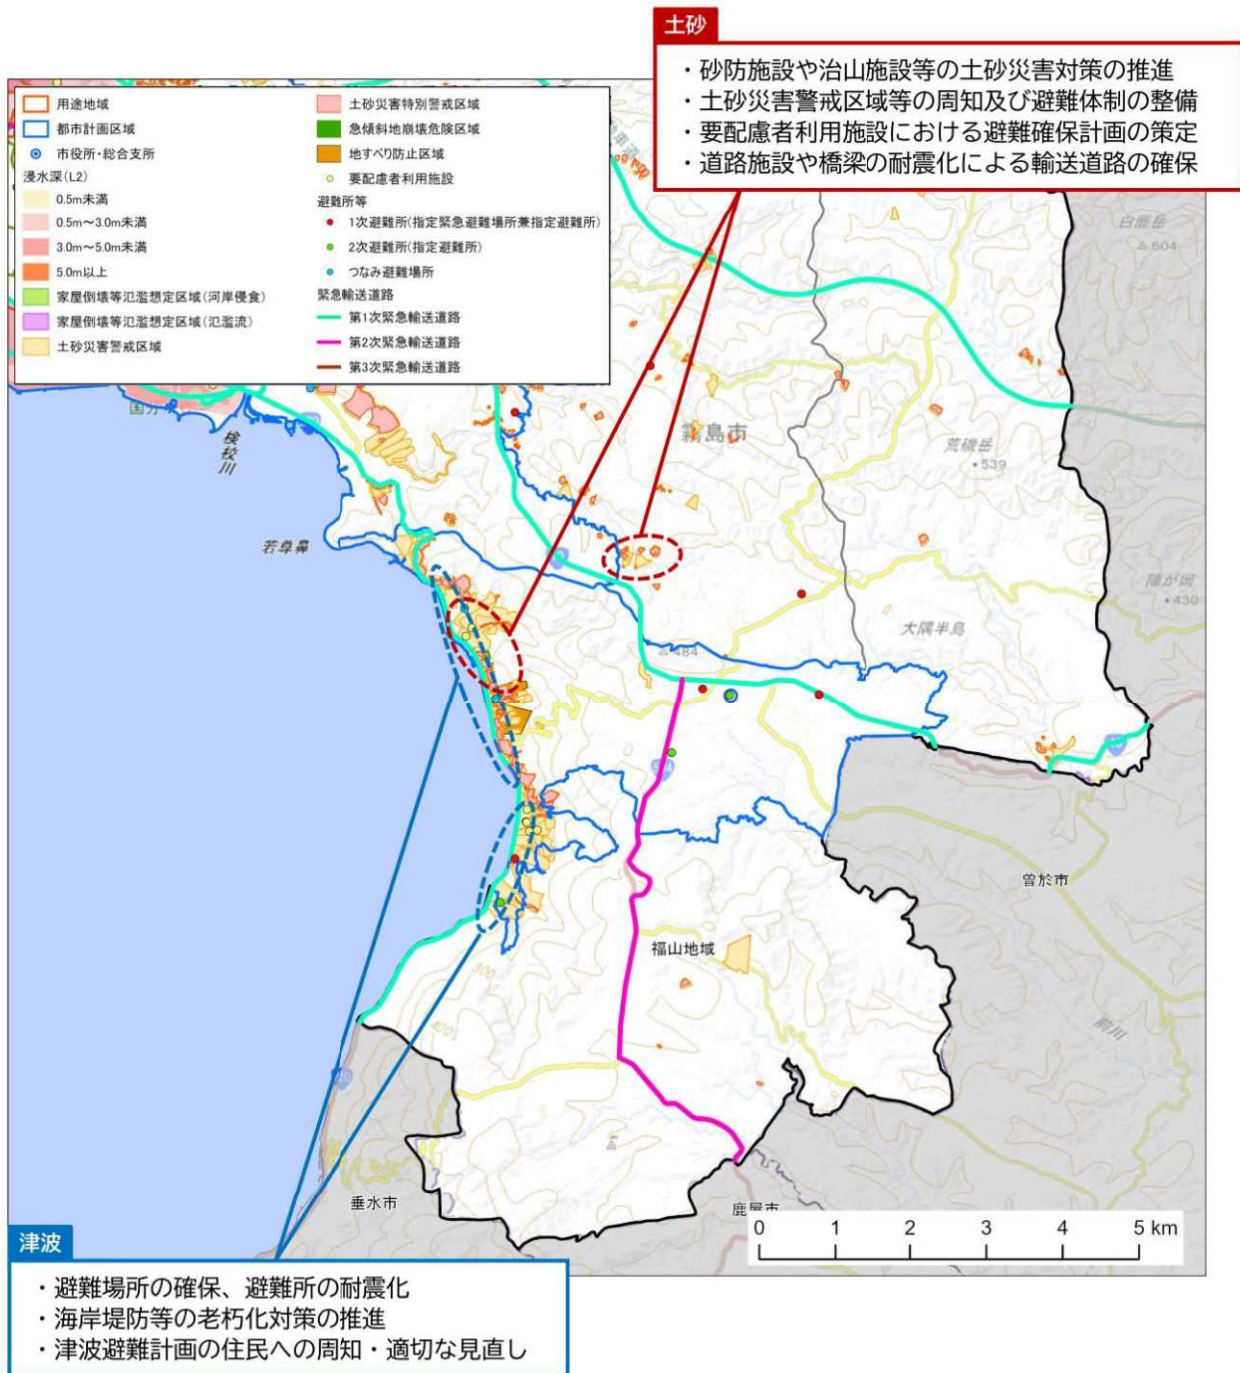 土砂
・砂防施設や治山施設等の土砂災害対策の推進
・土砂災害警戒区域等の周知及び避難体制の整備
・要配慮者利用施設における避難確保計画の策定
・道路施設や橋梁の耐震化による輸送道路の確保
用途地域
都市計画区域
市役所・総合支所
浸水深(L2)
0.5m未満
0.5m～3.0m未満
3.0m～5.0m未満
5.0m以上
家屋倒壊等氾濫想定区域(河岸侵食)
家屋倒壊等氾濫想定区域(氾濫流)
土砂災害警戒区域
土砂災害特別警戒区域
急傾斜地崩壊危険区域
地すべり防止区域
要配慮者利用施設
避難所等
1次避難所(指定緊急避難場所兼指定避難所)
2次避難所(指定避難所)
つなみ避難場所
緊急輸送道路
第1次緊急輸送道路
第2次緊急輸送道路
第3次緊急輸送道路
白鹿岳
604
国分
検校川
霧島市
荒磯岳
539
若尊鼻
陣が岡
430
大隅半島
484
曽於市
福山地域
300
400
前川
垂水市
鹿屋市
0 1 2 3 4 5 km
津波
・避難場所の確保、避難所の耐震化
・海岸堤防等の老朽化対策の推進
・津波避難計画の住民への周知・適切な見直し